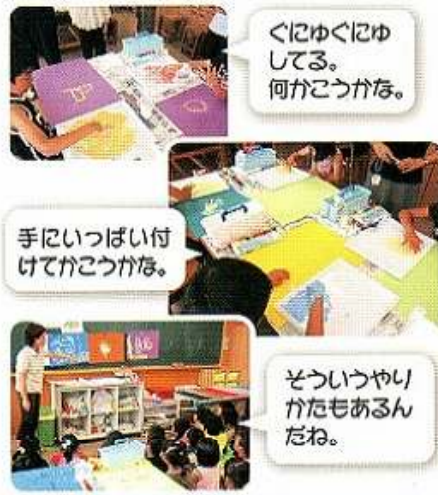 ぐにゅぐにゅ
してる。
何かこうかな。
手にいっぱい付
けてかこうかな。
そういうやり
かたもあるん
だね。